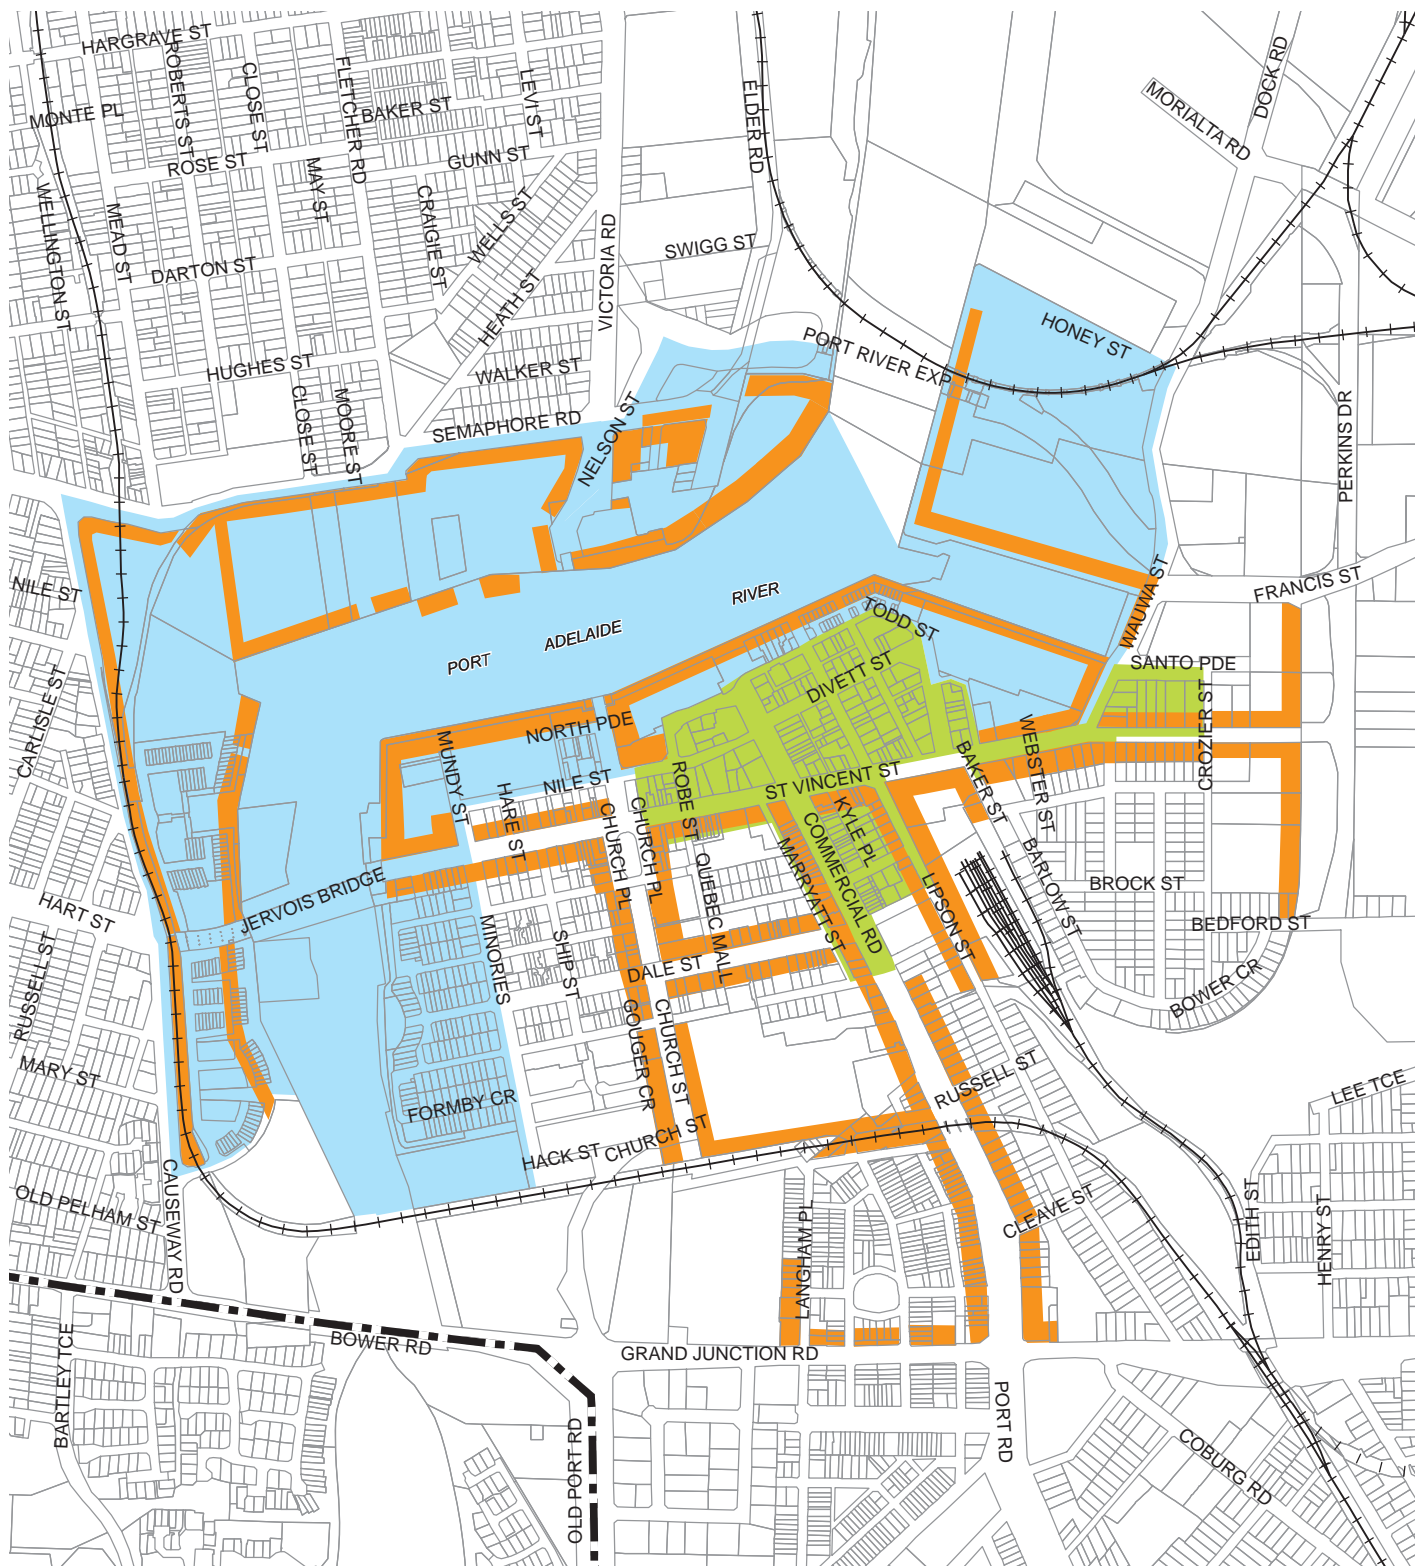 HARGRAVE ST
ROBERTS ST
CLOSE ST
FLETCHER RD
BAKER ST
LEVI ST
MONTE PL
ROSE ST
GUNN ST
MAY ST
CRAIGIE ST
WELLS ST
WELLINGTON ST
MEAD ST
DARTON ST
HEATH ST
VICTORIA RD
ELDER RD
SWIGG ST
DOCK RD
MORIALTA RD
HONEY ST
PORT RIVER EXP
PERKINS DR
HUGHES ST
CLOSE ST
MOORE ST
WALKER ST
SEMAPHORE RD
NELSON ST
NILE ST
CARLISLE ST
PORT
ADELAIDE
RIVER
TODD ST
DIVETT ST
WAUWA ST
FRANCIS ST
SANTO PDE
CROZIER ST
NORTH PDE
MUNDY ST
NILE ST
HARE ST
ROBE ST
ST VINCENT ST
BAKER ST
WEBSTER ST
CHURCH PL
CHURCH PL
KYLE PL
COMMERCIAL RD
MARRYATT ST
QUEBEC MALL
LIPSON ST
BARLOW ST
BROCK ST
BEDFORD ST
BOWER CR
HART ST
RUSSELL ST
JERVOIS BRIDGE
MINORIES
SHIP ST
DALE ST
GOUGER CR
CHURCH ST
MARY ST
FORMBY CR
HACK ST
CHURCH ST
RUSSELL ST
LEE TCE
OLD PELHAM ST
CAUSEWAY RD
LANGHAM PL
CLEAVE ST
EDITH ST
HENRY ST
BARTLEY TCE
BOWER RD
GRAND JUNCTION RD
OLD PORT RD
PORT RD
COBURG RD